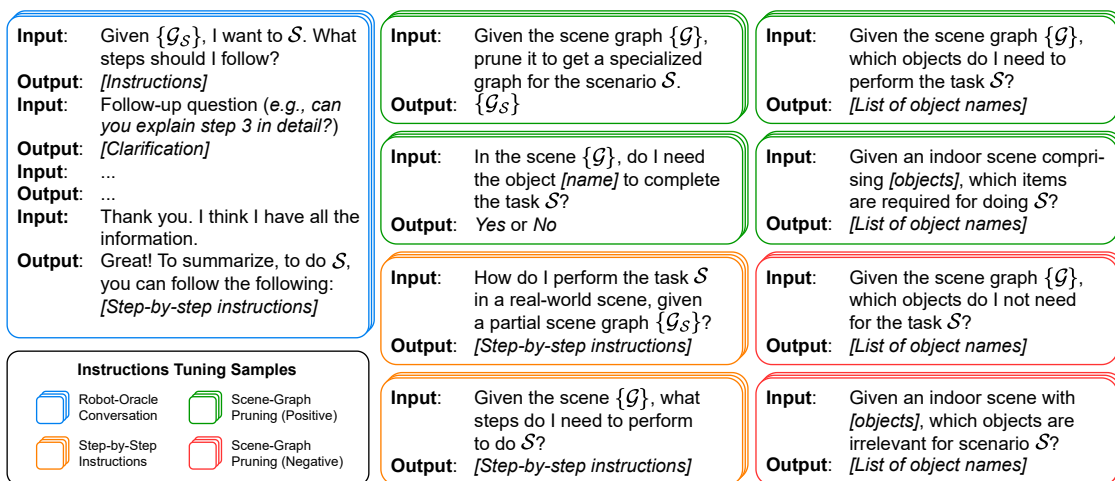 Input: Given {𝒢_𝒮}, I want to 𝒮. What
steps should I follow?
Output: [Instructions]
Input: Follow-up question (e.g., can
you explain step 3 in detail?)
Output: [Clarification]
Input: ...
Output: ...
Input: Thank you. I think I have all the
information.
Output: Great! To summarize, to do 𝒮,
you can follow the following:
[Step-by-step instructions]
Instructions Tuning Samples
Robot-Oracle
Conversation
Scene-Graph
Pruning (Positive)
Step-by-Step
Instructions
Scene-Graph
Pruning (Negative)
Input: Given the scene graph {𝒢},
prune it to get a specialized
graph for the scenario 𝒮.
Output: {𝒢_𝒮}
Input: In the scene {𝒢}, do I need
the object [name] to complete
the task 𝒮?
Output: Yes or No
Input: How do I perform the task 𝒮
in a real-world scene, given
a partial scene graph {𝒢_𝒮}?
Output: [Step-by-step instructions]
Input: Given the scene {𝒢}, what
steps do I need to perform
to do 𝒮?
Output: [Step-by-step instructions]
Input: Given the scene graph {𝒢},
which objects do I need to
perform the task 𝒮?
Output: [List of object names]
Input: Given an indoor scene compri-
sing [objects], which items
are required for doing 𝒮?
Output: [List of object names]
Input: Given the scene graph {𝒢},
which objects do I not need
for the task 𝒮?
Output: [List of object names]
Input: Given an indoor scene with
[objects], which objects are
irrelevant for scenario 𝒮?
Output: [List of object names]